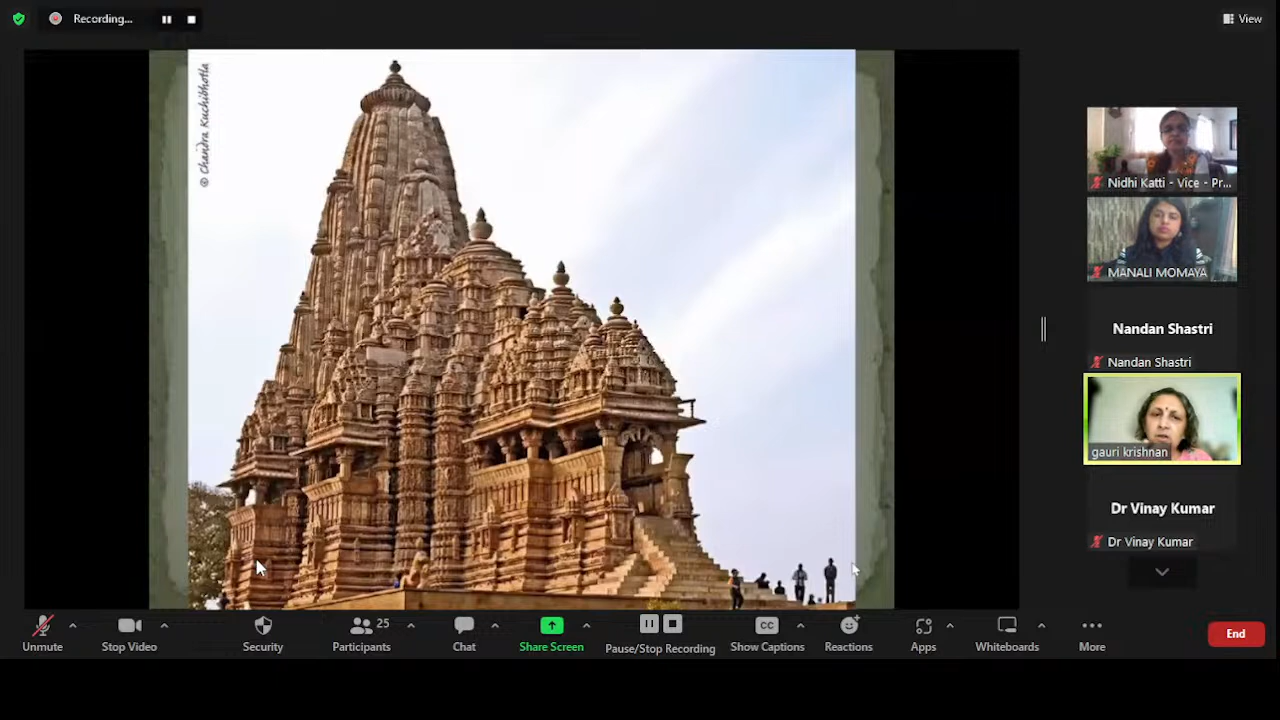 Recording...
View
© Chandra Kuchibhotla
Nidhi Katti - Vice - Pr...
MANALI MOMAYA
Nandan Shastri
Nandan Shastri
gauri krishnan
Dr Vinay Kumar
Dr Vinay Kumar
Unmute
Stop Video
Security
25
Participants
Chat
Share Screen
Pause/Stop Recording
CC
Show Captions
Reactions
Apps
Whiteboards
More
End